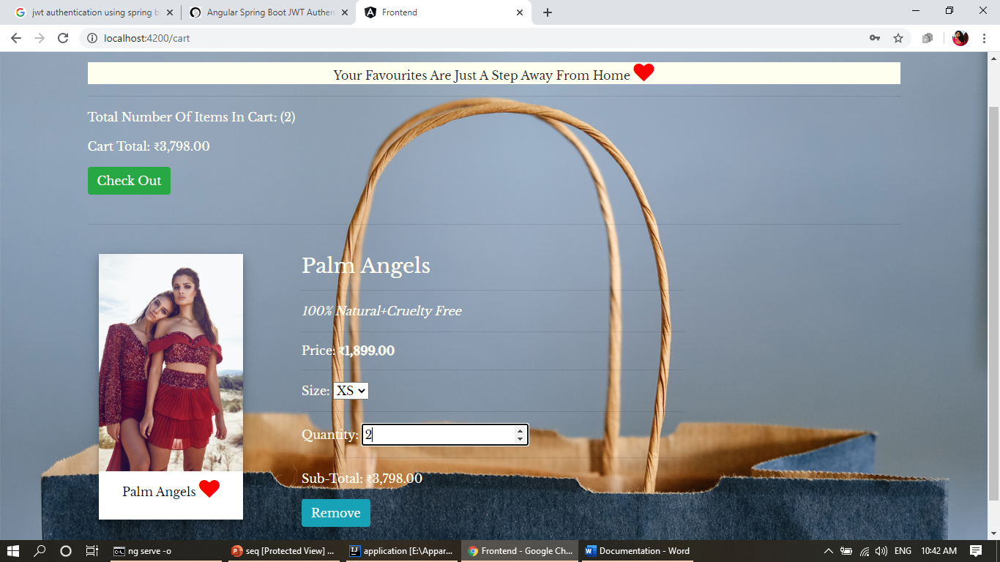 jwt authentication using spring b
Angular Spring Boot JWT Authen
Frontend
localhost:4200/cart
Your Favourites Are Just A Step Away From Home
Total Number Of Items In Cart: (2)
Cart Total: ₹3,798.00
Check Out
Palm Angels
100% Natural+Cruelty Free
Price: ₹1,899.00
Size: XS
Quantity: 2
Sub-Total: ₹3,798.00
Palm Angels
Remove
ng serve -o
seq [Protected View] ...
application [E:\Appar...
Frontend - Google Ch...
Documentation - Word
ENG
10:42 AM